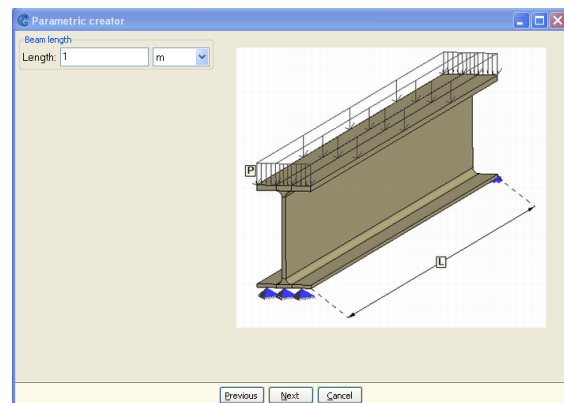 Parametric creator
Beam length
Length: 1 m
P
L
Previous Next Cancel